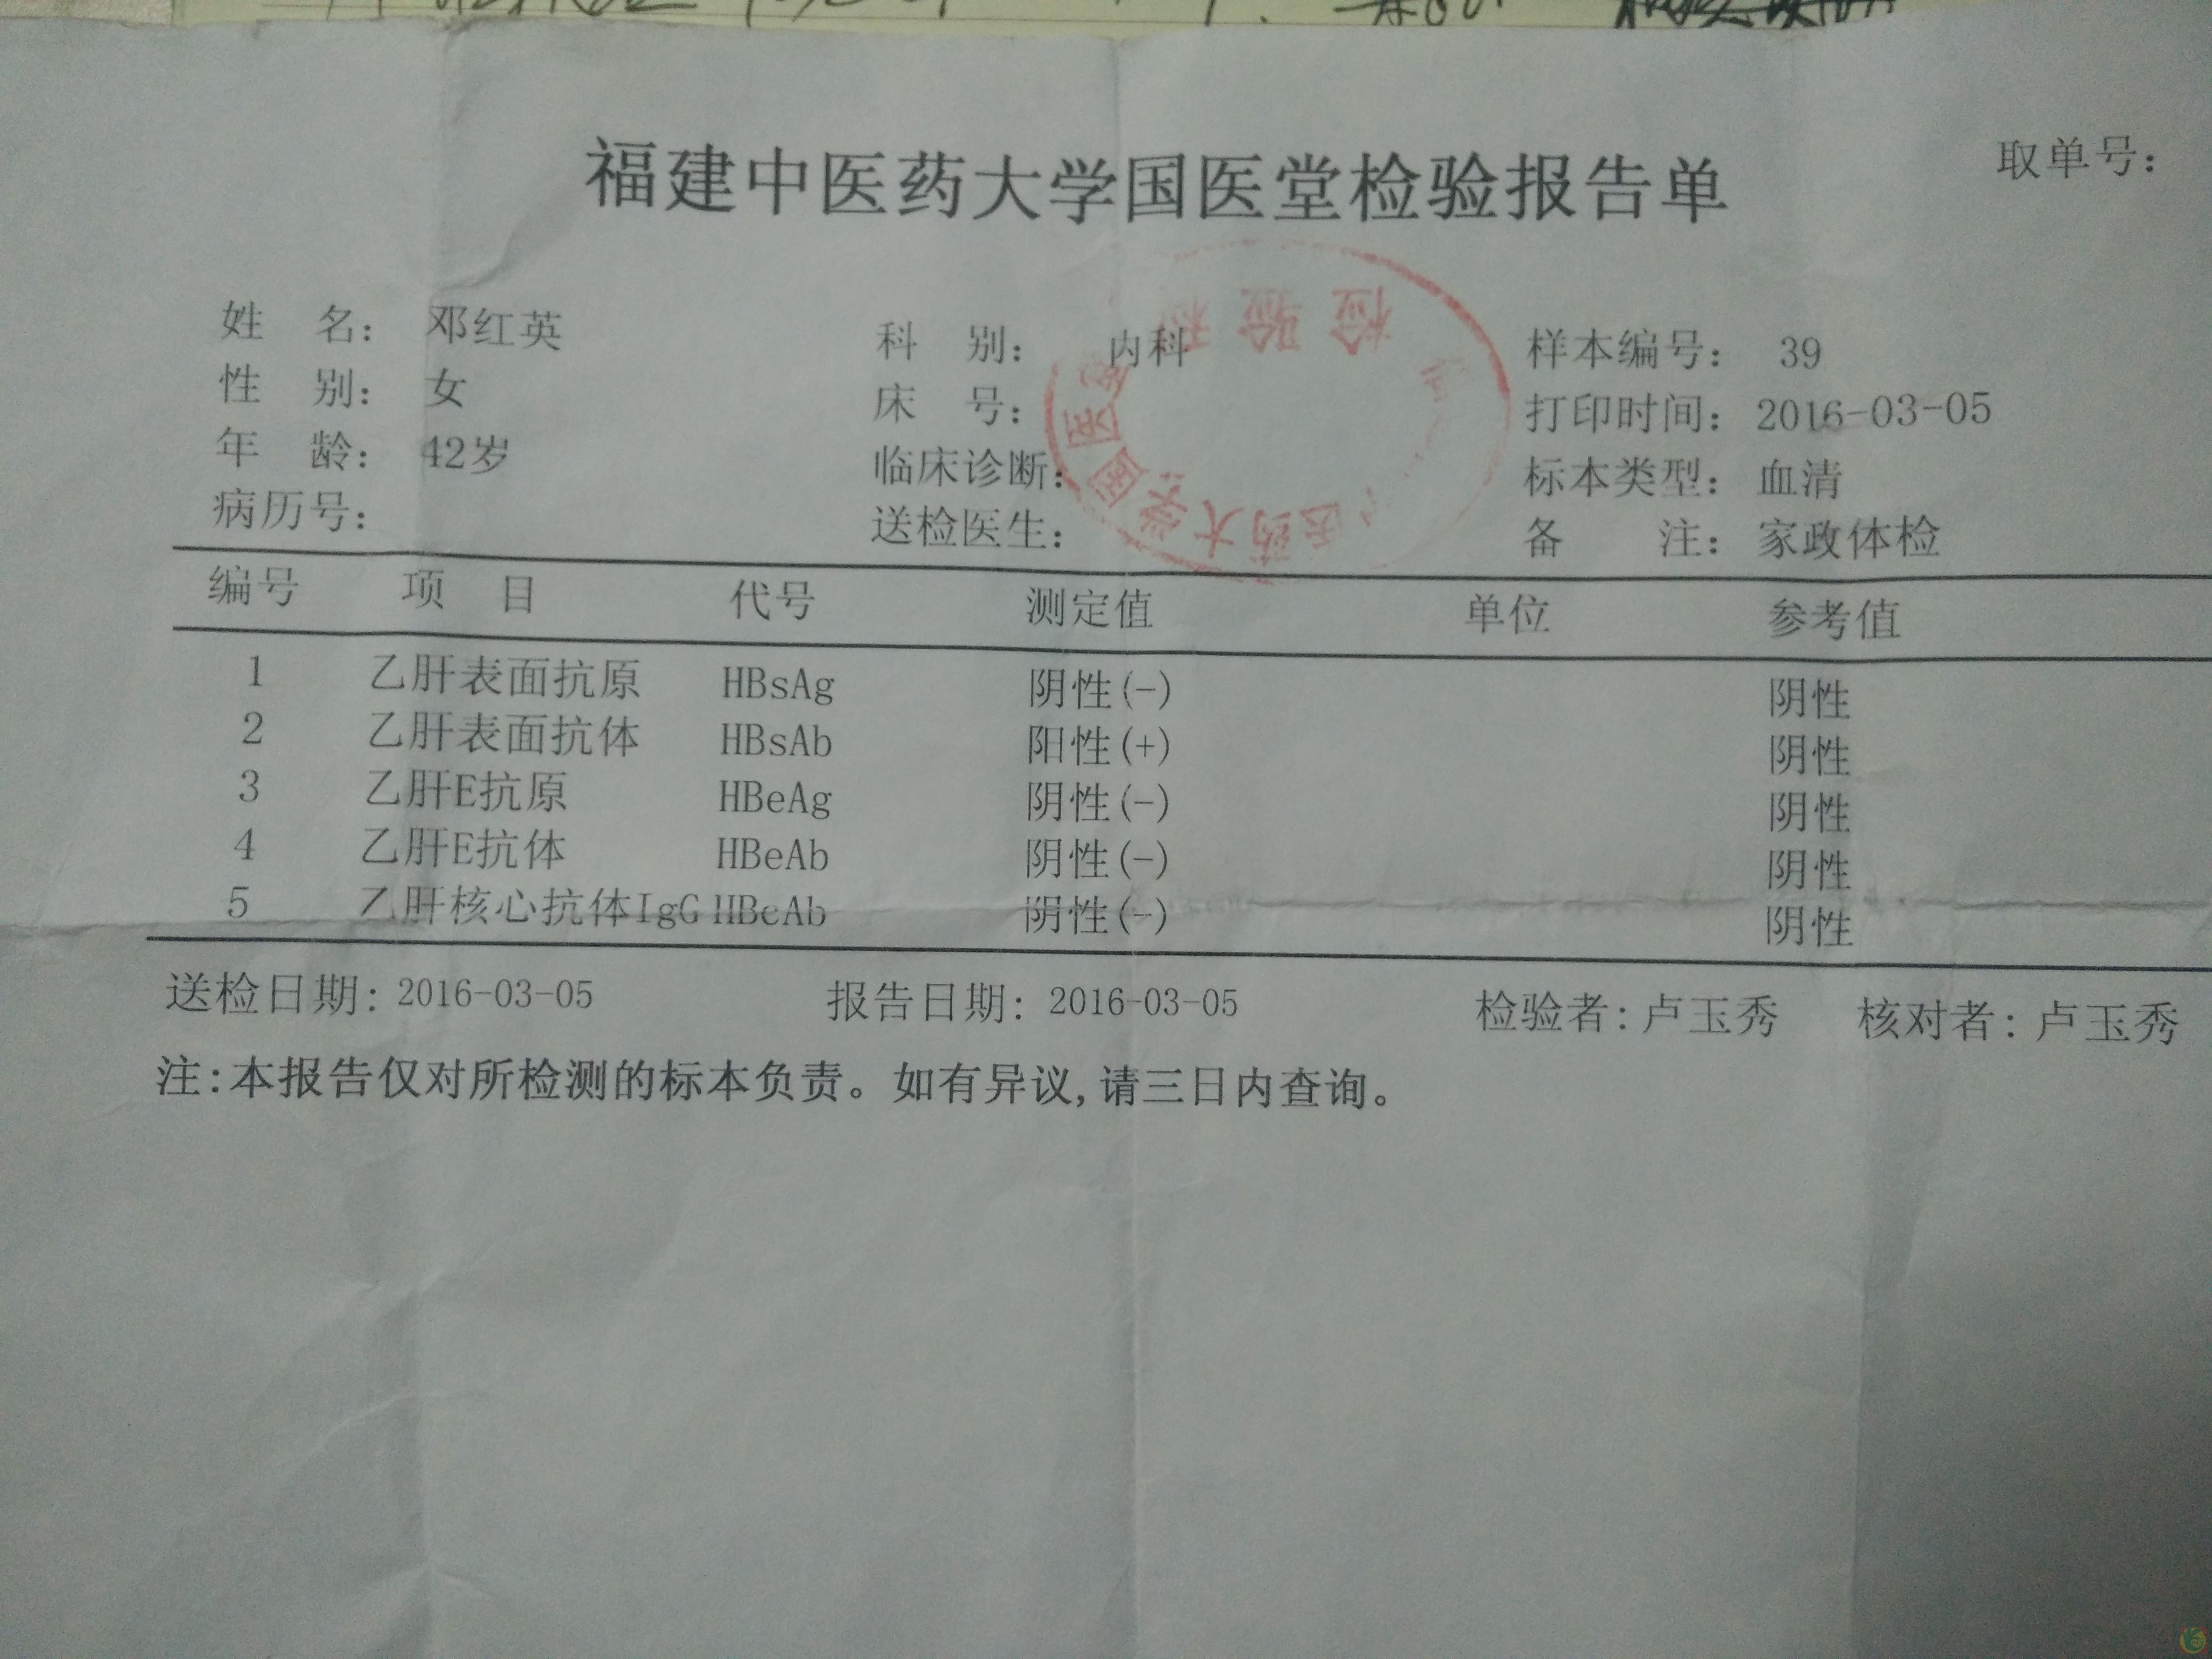 福建中医药大学国医堂检验报告单
取单号：
姓 名： 邓红英 科 别： 内科 样本编号： 39
性 别： 女 床 号： 打印时间： 2016-03-05
年 龄： 42岁 临床诊断： 标本类型： 血清
病历号： 送检医生： 备 注： 家政体检
检验科
医药大学国医
编号 项 目 代号 测定值 单位 参考值
1 乙肝表面抗原 HBsAg 阴性(-) 阴性
2 乙肝表面抗体 HBsAb 阳性(+) 阴性
3 乙肝E抗原 HBeAg 阴性(-) 阴性
4 乙肝E抗体 HBeAb 阴性(-) 阴性
5 乙肝核心抗体IgG HBcAb 阴性(-) 阴性
送检日期: 2016-03-05 报告日期: 2016-03-05 检验者: 卢玉秀 核对者: 卢玉秀
注:本报告仅对所检测的标本负责。如有异议,请三日内查询。